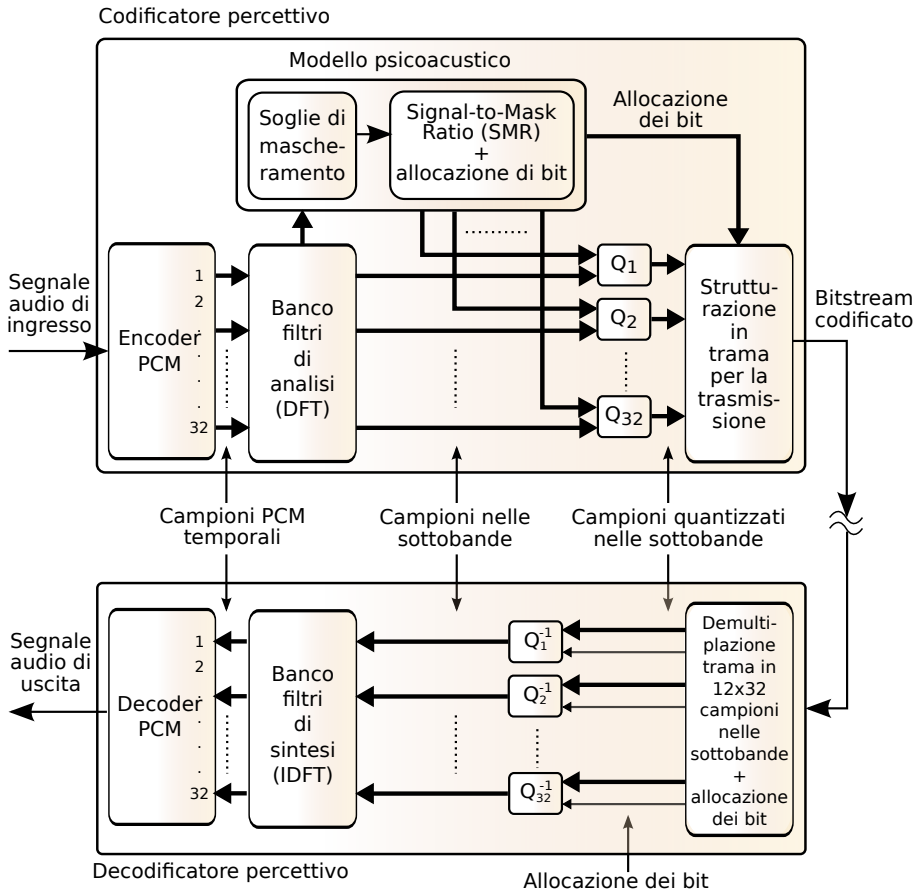 Codificatore percettivo
Modello psicoacustico
Soglie di
masche-
ramento
Signal-to-Mask
Ratio (SMR)
+
allocazione di bit
Allocazione
dei bit
Segnale
audio di
ingresso
Encoder
PCM
1
2
.
.
.
.
32
Banco
filtri
di
analisi
(DFT)
Q1
Q2
Q32
Struttu-
razione
in
trama
per la
trasmis-
sione
Bitstream
codificato
Campioni PCM
temporali
Campioni nelle
sottobande
Campioni quantizzati
nelle sottobande
Segnale
audio di
uscita
Decoder
PCM
1
2
.
.
.
.
32
Banco
filtri
di
sintesi
(IDFT)
Q1-1
Q2-1
Q32-1
Demulti-
plazione
trama in
12x32
campioni
nelle
sottobande
+
allocazione
dei bit
Decodificatore percettivo
Allocazione dei bit